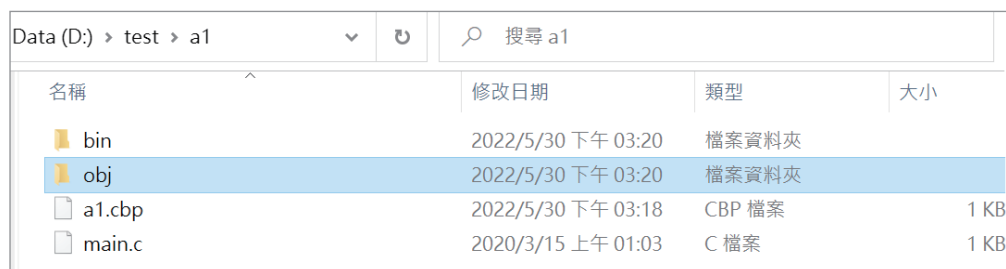 Data (D:) › test › a1 搜尋 a1
名稱 修改日期 類型 大小
bin 2022/5/30 下午 03:20 檔案資料夾
obj 2022/5/30 下午 03:20 檔案資料夾
a1.cbp 2022/5/30 下午 03:18 CBP 檔案 1 KB
main.c 2020/3/15 上午 01:03 C 檔案 1 KB